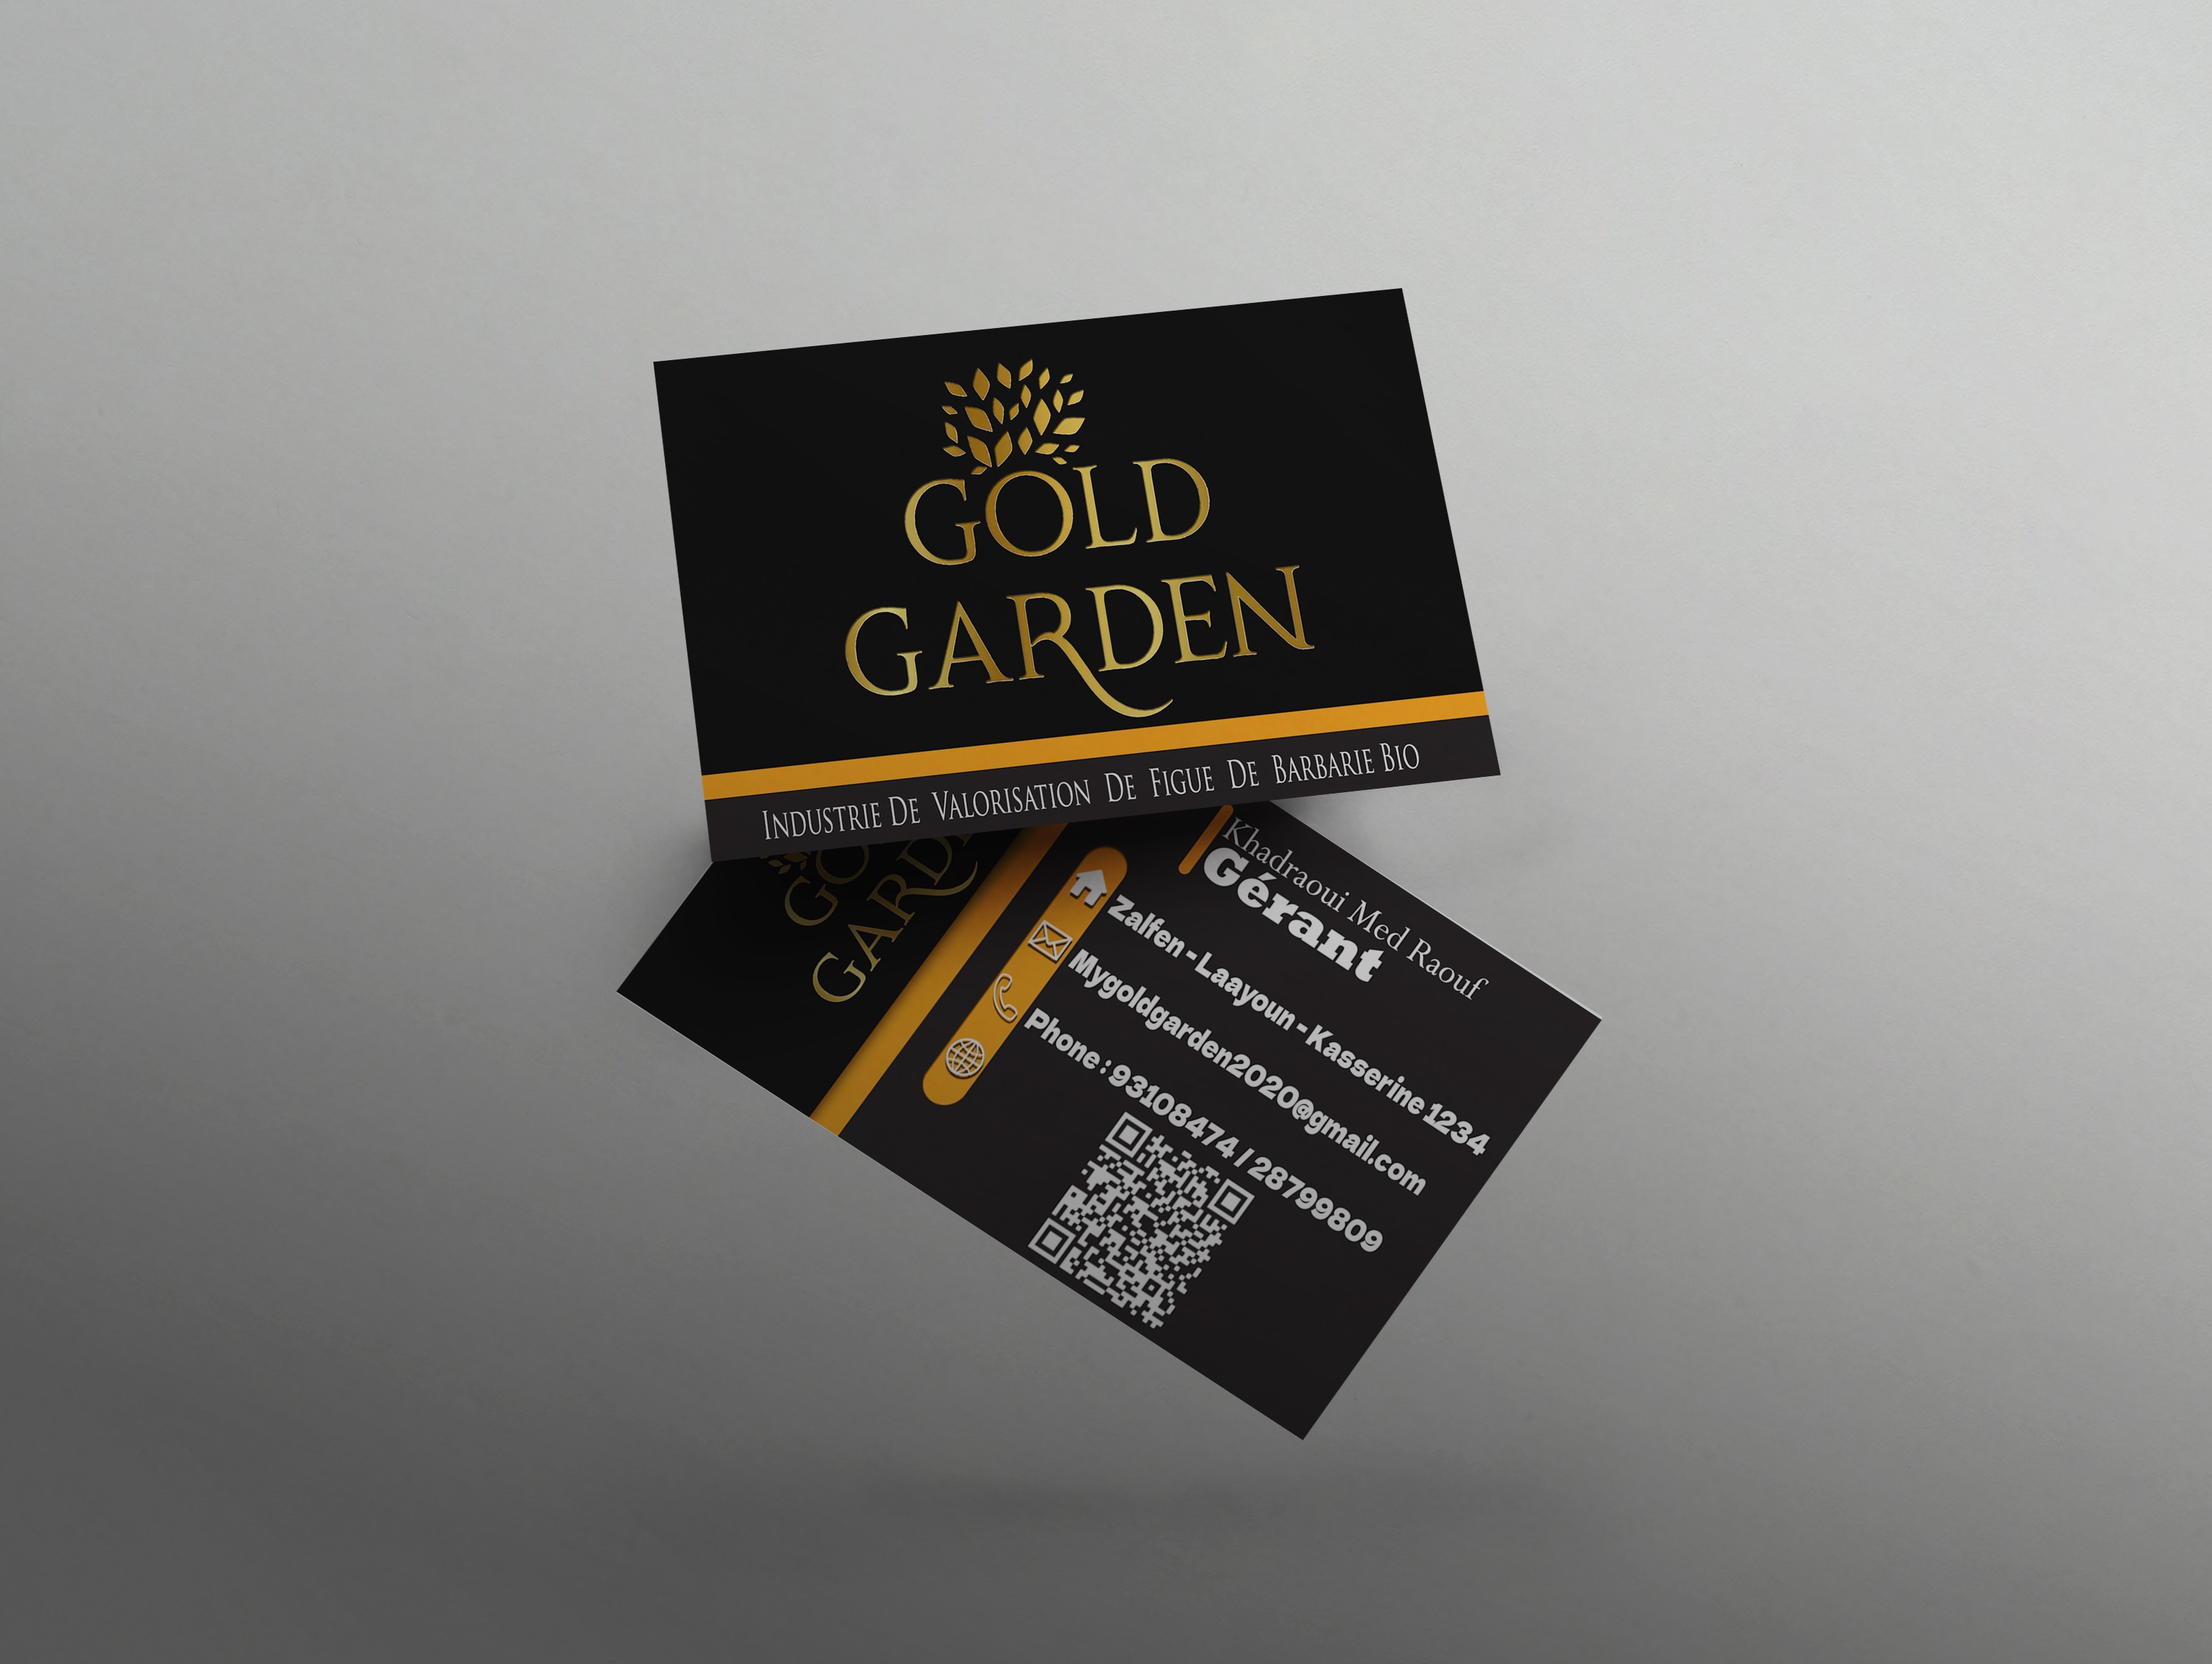 GOLD
GARDEN
INDUSTRIE DE VALORISATION DE FIGUE DE BARBARIE BIO
GOLD
GARDEN
Khadraoui Med Raouf
Gérant
Zalfen - Laayoun - Kasserine 1234
Mygoldgarden2020@gmail.com
Phone : 93108474 / 28799809